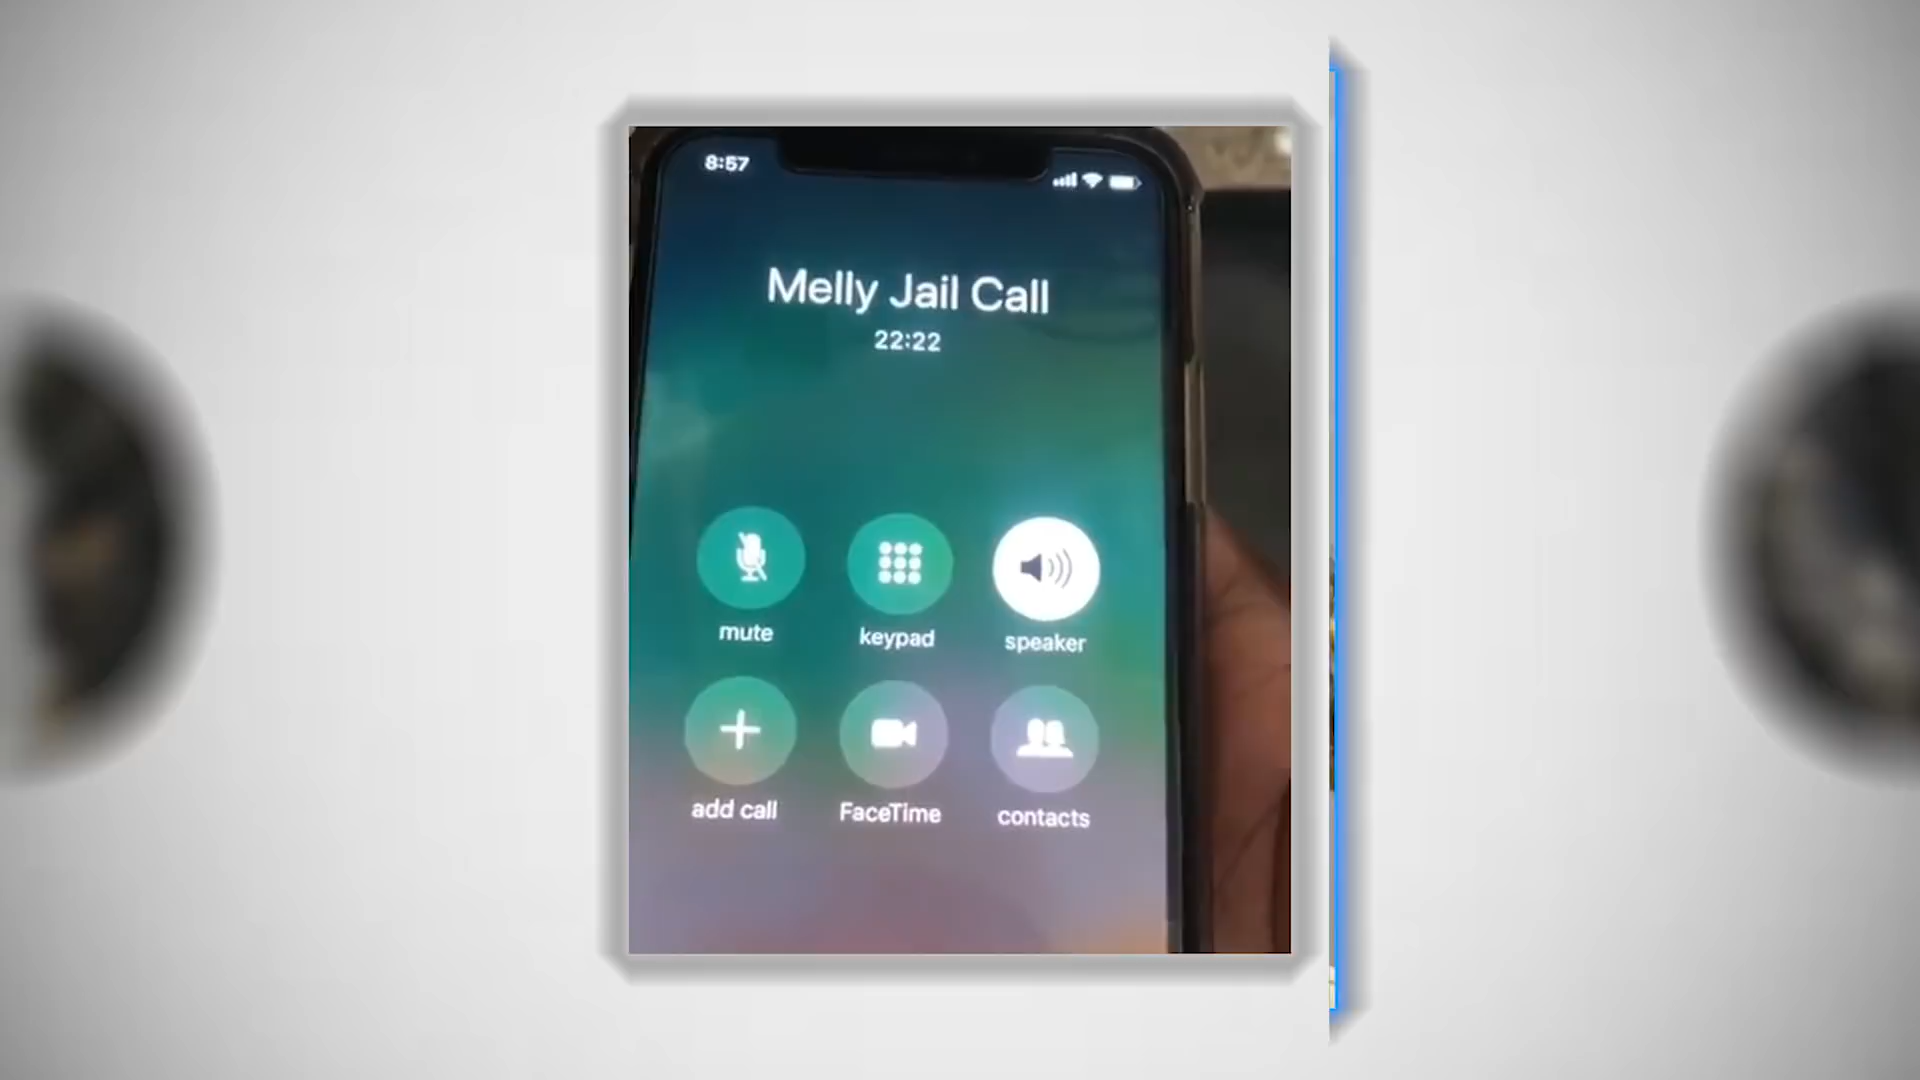 8:57
Melly Jail Call
22:22
mute keypad speaker
add call FaceTime contacts